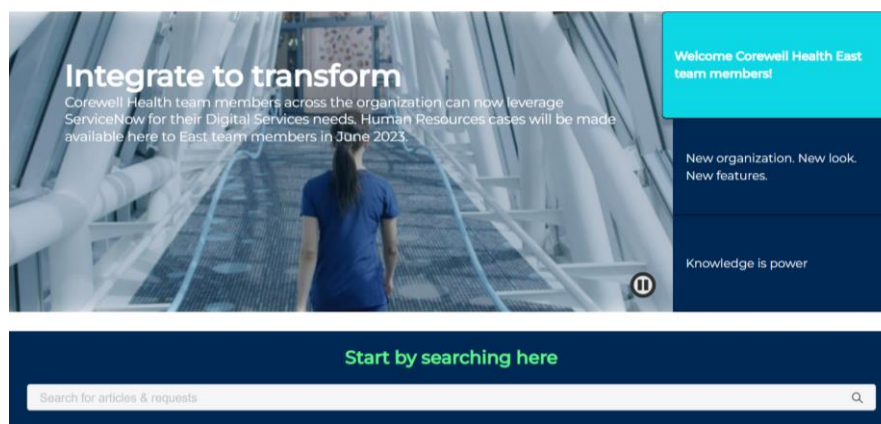 Integrate to transform
Corewell Health team members across the organization can now leverage
ServiceNow for their Digital Services needs. Human Resources cases will be made
available here to East team members in June 2023.
Welcome Corewell Health East
team members!
New organization. New look.
New features.
Knowledge is power
Start by searching here
Search for articles & requests